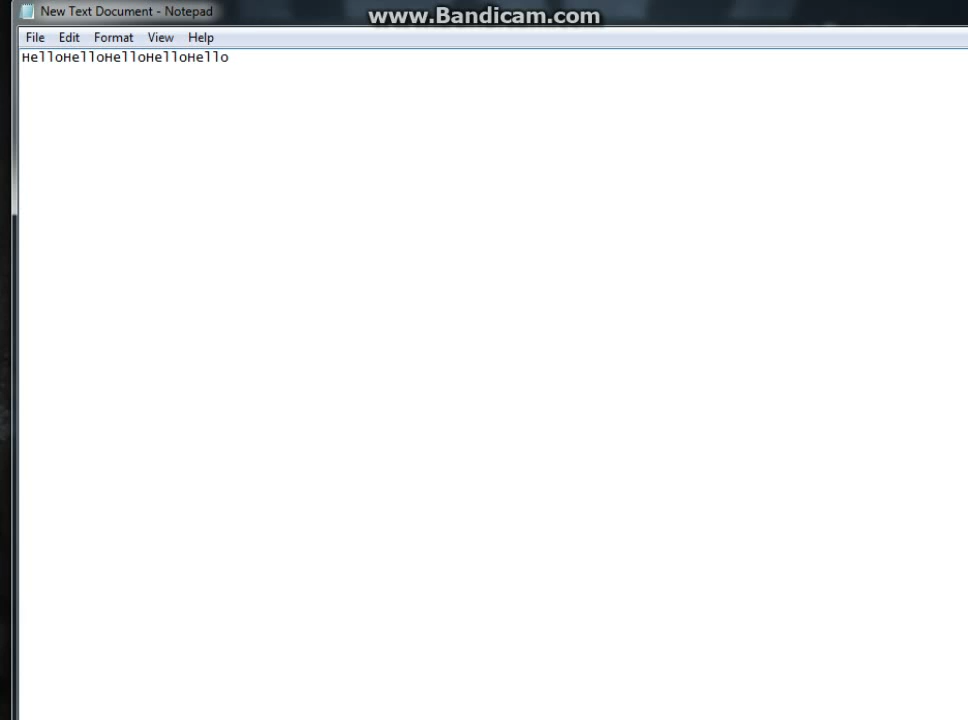 New Text Document - Notepad
www.Bandicam.com
File Edit Format View Help
HelloHelloHelloHelloHello